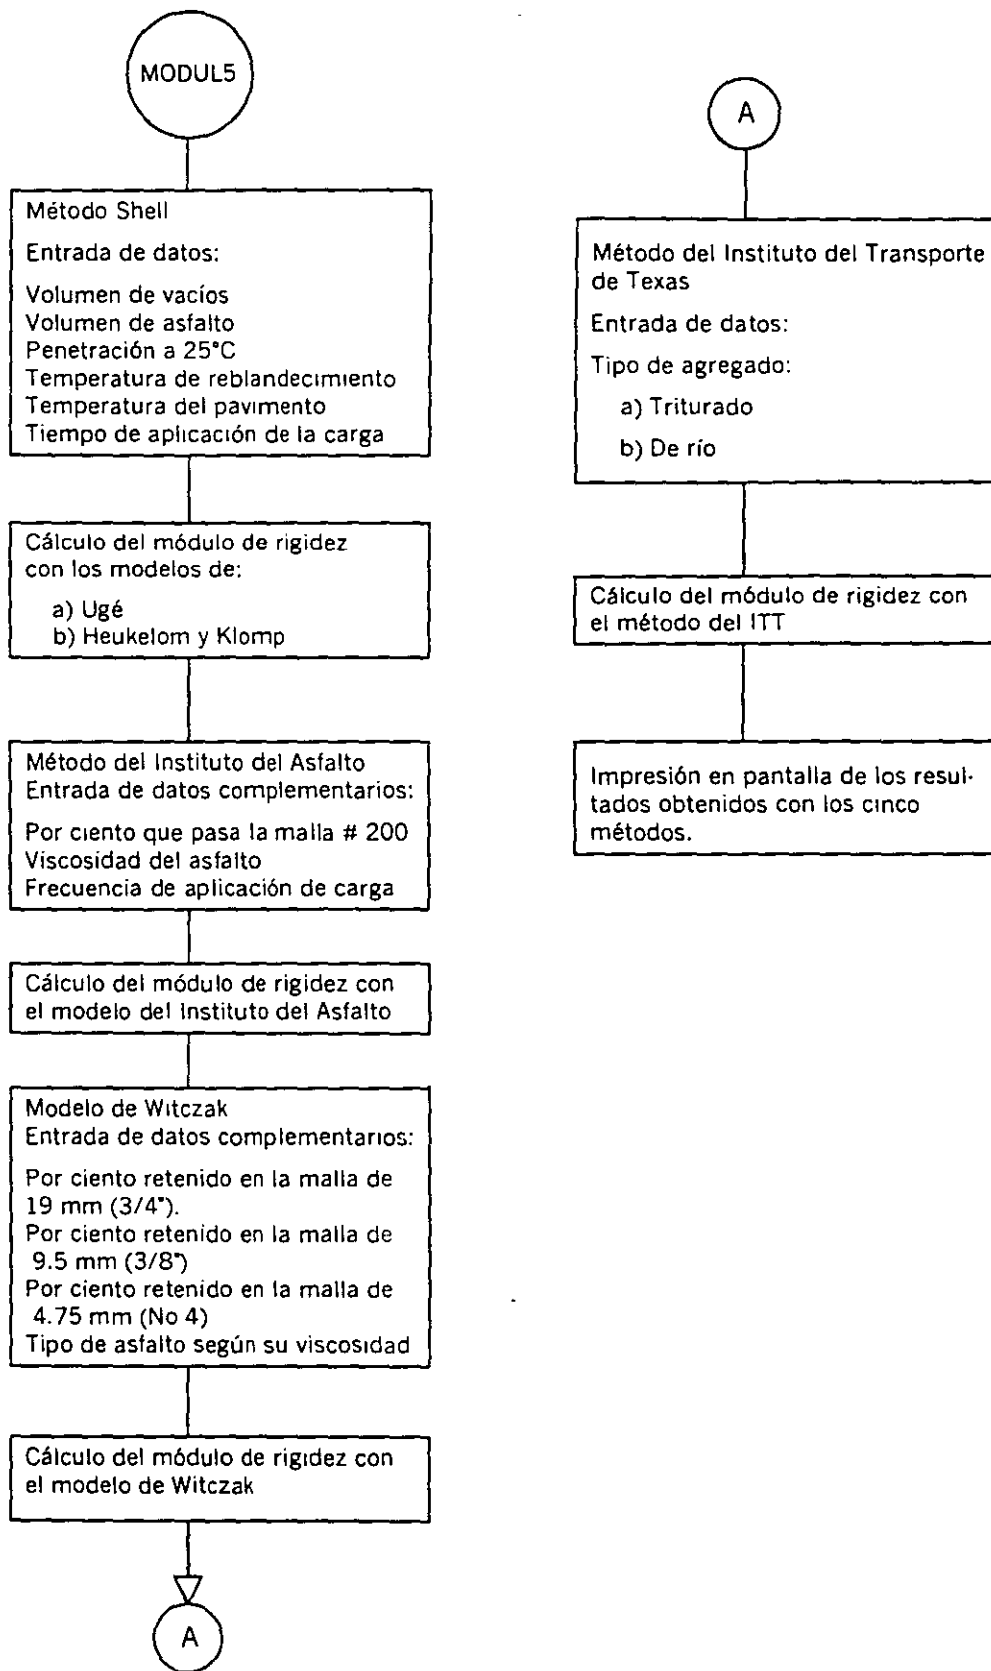 MODUL5
Método Shell
Entrada de datos:
Volumen de vacíos
Volumen de asfalto
Penetración a 25°C
Temperatura de reblandecimiento
Temperatura del pavimento
Tiempo de aplicación de la carga
Cálculo del módulo de rigidez
con los modelos de:
a) Ugé
b) Heukelom y Klomp
Método del Instituto del Asfalto
Entrada de datos complementarios:
Por ciento que pasa la malla # 200
Viscosidad del asfalto
Frecuencia de aplicación de carga
Cálculo del módulo de rigidez con
el modelo del Instituto del Asfalto
Modelo de Witczak
Entrada de datos complementarios:
Por ciento retenido en la malla de
19 mm (3/4").
Por ciento retenido en la malla de
9.5 mm (3/8")
Por ciento retenido en la malla de
4.75 mm (No 4)
Tipo de asfalto según su viscosidad
Cálculo del módulo de rigidez con
el modelo de Witczak
A
A
Método del Instituto del Transporte
de Texas
Entrada de datos:
Tipo de agregado:
a) Triturado
b) De río
Cálculo del módulo de rigidez con
el método del ITT
Impresión en pantalla de los resul-
tados obtenidos con los cinco
métodos.